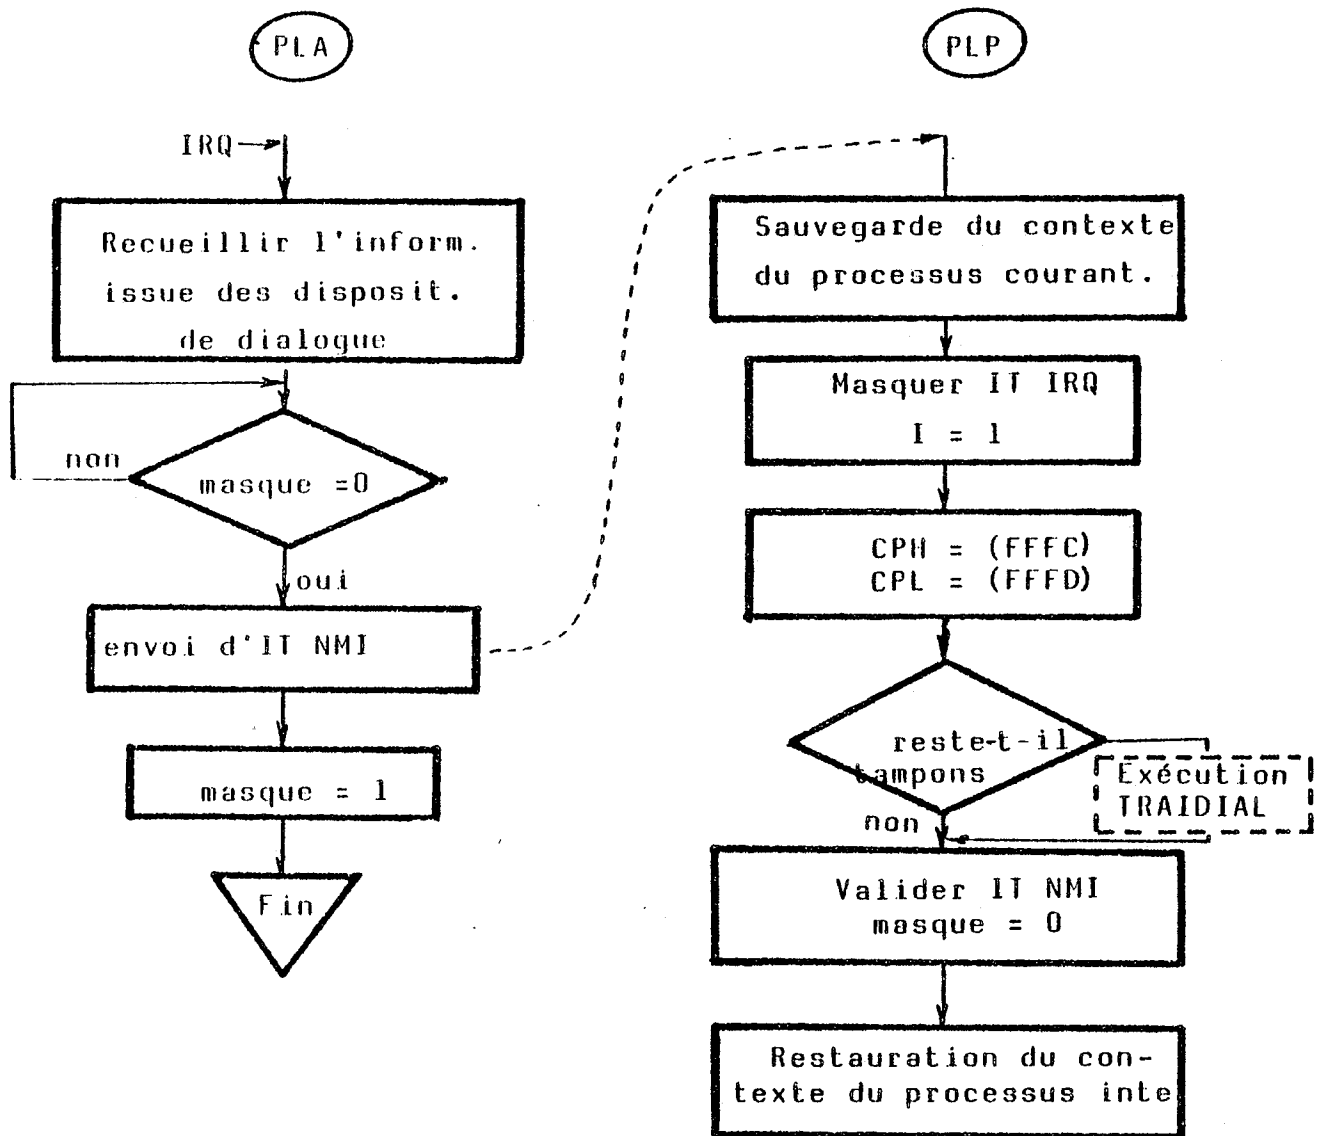 PLA
IRQ
Recueillir l'inform.
issue des disposit.
de dialogue
non
masque =0
oui
envoi d'IT NMI
masque = 1
Fin
PLP
Sauvegarde du contexte
du processus courant.
Masquer IT IRQ
I = 1
CPH = (FFFC)
CPL = (FFFD)
reste-t-il
tampons
Exécution
TRAIDIAL
non
Valider IT NMI
masque = 0
Restauration du con-
texte du processus inte